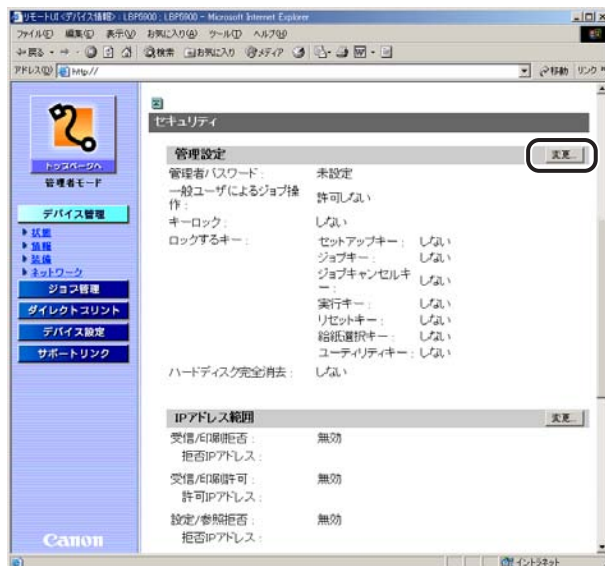 リモートUI <デバイス情報> : LBP5900 ; LBP5900 - Microsoft Internet Explorer
ファイル(F) 編集(E) 表示(V) お気に入り(A) ツール(T) ヘルプ(H)
戻る 検索 お気に入り メディア
アドレス(D) http:// 移動 リンク »
セキュリティ
トップページへ
管理者モード
デバイス管理
状態
情報
装備
ネットワーク
ジョブ管理
ダイレクトプリント
デバイス設定
サポートリンク
Canon
管理設定 変更...
管理者パスワード : 未設定
一般ユーザによるジョブ操
作 : 許可しない
キーロック : しない
ロックするキー : セットアップキー : しない
ジョブキー : しない
ジョブキャンセルキ
ー : しない
実行キー : しない
リセットキー : しない
給紙選択キー : しない
ユーティリティキー : しない
ハードディスク完全消去 : しない
IPアドレス範囲 変更...
受信/印刷拒否 : 無効
拒否IPアドレス :
受信/印刷許可 : 無効
許可IPアドレス :
設定/参照拒否 : 無効
拒否IPアドレス :
イントラネット